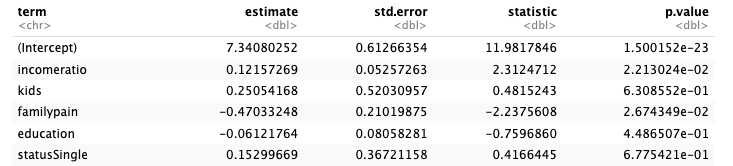 term estimate std.error statistic p.value
<chr> <dbl> <dbl> <dbl> <dbl>
(Intercept) 7.34080252 0.61266354 11.9817846 1.500152e-23
incomeratio 0.12157269 0.05257263 2.3124712 2.213024e-02
kids 0.25054168 0.52030957 0.4815243 6.308552e-01
familypain -0.47033248 0.21019875 -2.2375608 2.674349e-02
education -0.06121764 0.08058281 -0.7596860 4.486507e-01
statusSingle 0.15299669 0.36721158 0.4166445 6.775421e-01